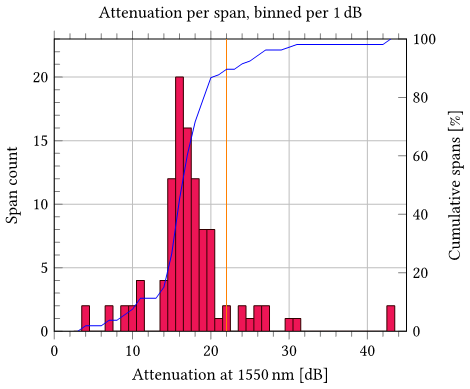 Attenuation per span, binned per 1 dB
Span count
20
15
10
5
0
100
80
60
40
20
0
Cumulative spans [%]
0 10 20 30 40
Attenuation at 1550 nm [dB]